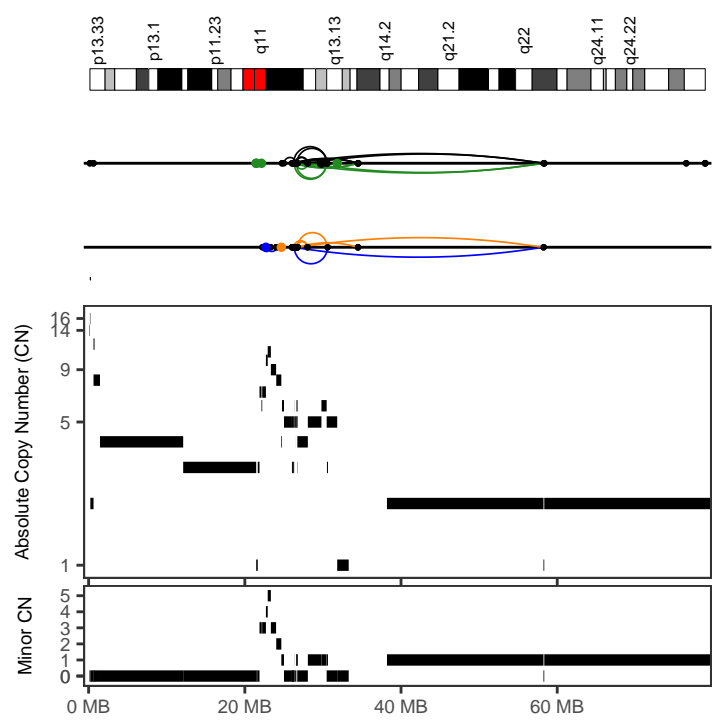 p13.33 p13.1 p11.23 q11 q13.13 q14.2 q21.2 q22 q24.11 q24.22
Absolute Copy Number (CN)
16
14
9
5
1
Minor CN
5
4
3
2
1
0
0 MB 20 MB 40 MB 60 MB